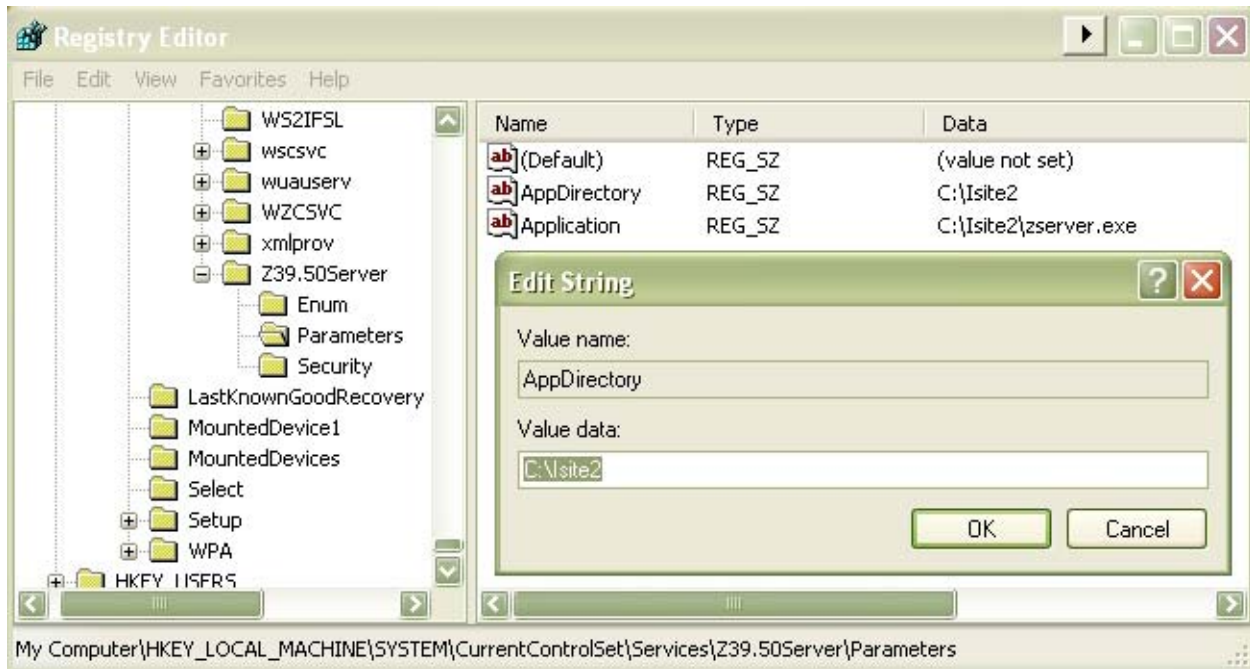 Registry Editor
File Edit View Favorites Help
WS2IFSL
wscsvc
wuauserv
WZCSVC
xmlprov
Z39.50Server
Enum
Parameters
Security
LastKnownGoodRecovery
MountedDevice1
MountedDevices
Select
Setup
WPA
HKEY_USERS
Name Type Data
(Default) REG_SZ (value not set)
AppDirectory REG_SZ C:\Isite2
Application REG_SZ C:\Isite2\zserver.exe
Edit String
Value name:
AppDirectory
Value data:
C:\Isite2
OK Cancel
My Computer\HKEY_LOCAL_MACHINE\SYSTEM\CurrentControlSet\Services\Z39.50Server\Parameters